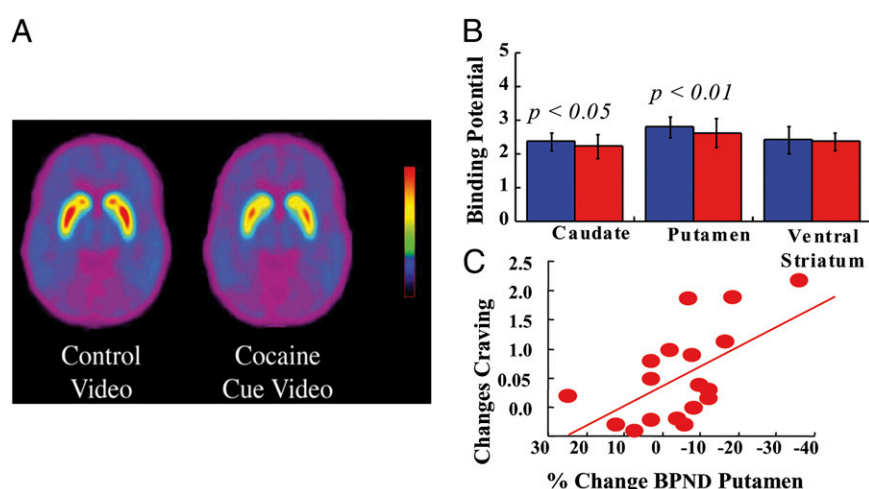 A
Control
Video
Cocaine
Cue Video
B
Binding Potential
5
4
3
2
1
0
p < 0.05
p < 0.01
Caudate
Putamen
Ventral
Striatum
C
Changes Craving
2.5
2.0
1.5
1.0
0.05
0.0
30 20 10 0 -10 -20 -30 -40
% Change BPND Putamen